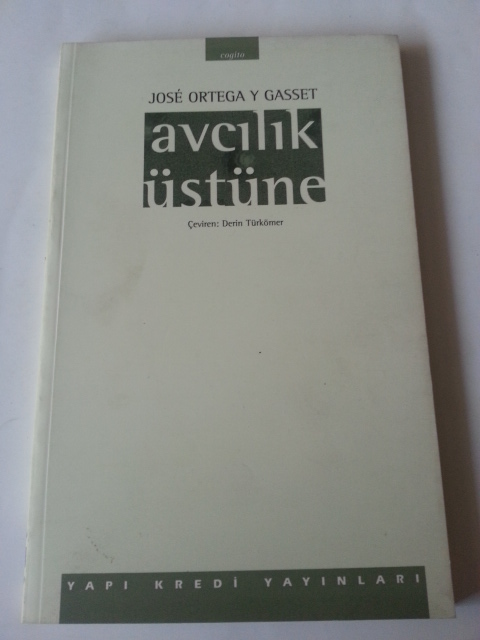 cogito
JOSÉ ORTEGA Y GASSET
avcılık
üstüne
Çeviren: Derin Türkömer
YAPI KREDİ YAYINLARI